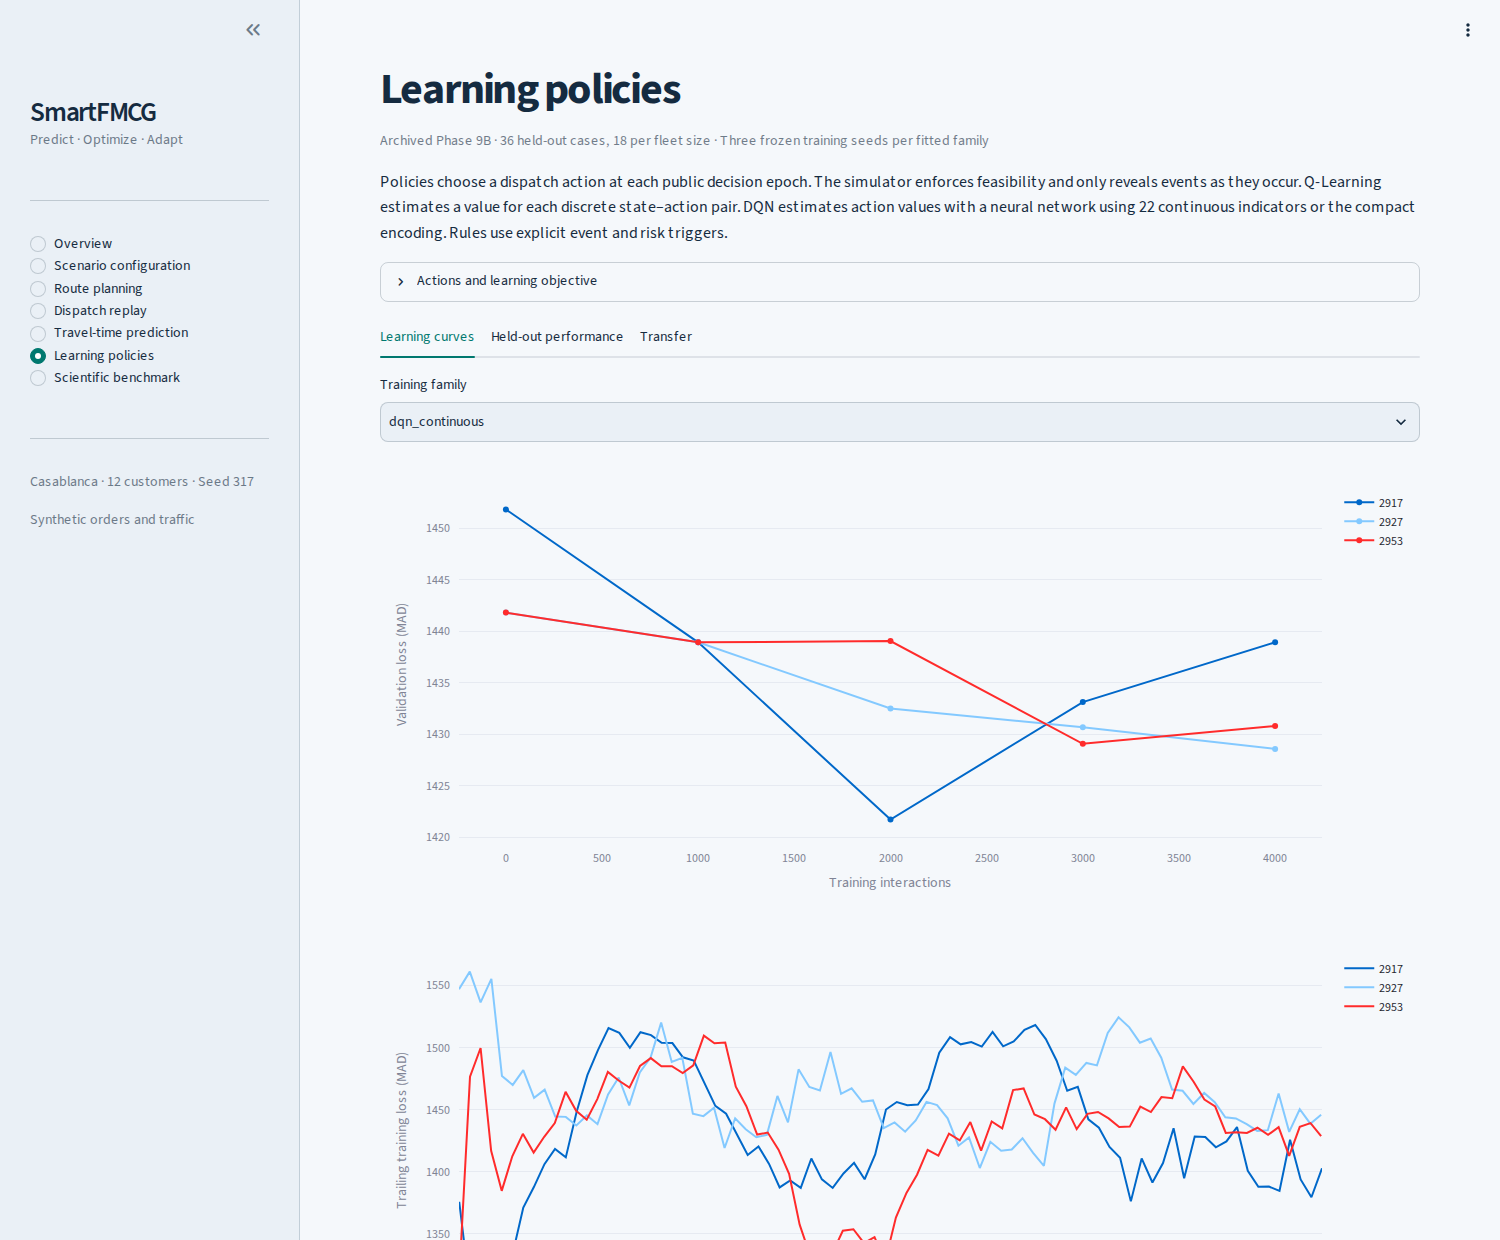 SmartFMCG
Predict · Optimize · Adapt
Overview
Scenario configuration
Route planning
Dispatch replay
Travel-time prediction
Learning policies
Scientific benchmark
Casablanca · 12 customers · Seed 317
Synthetic orders and traffic
Learning policies
Archived Phase 9B · 36 held-out cases, 18 per fleet size · Three frozen training seeds per fitted family
Policies choose a dispatch action at each public decision epoch. The simulator enforces feasibility and only reveals events as they occur. Q-Learning
estimates a value for each discrete state–action pair. DQN estimates action values with a neural network using 22 continuous indicators or the compact
encoding. Rules use explicit event and risk triggers.
Actions and learning objective
Learning curves Held-out performance Transfer
Training family
dqn_continuous
2917
2927
2953
1450
1445
1440
1435
1430
1425
1420
Validation loss (MAD)
0 500 1000 1500 2000 2500 3000 3500 4000
Training interactions
2917
2927
2953
1550
1500
1450
1400
1350
Trailing training loss (MAD)